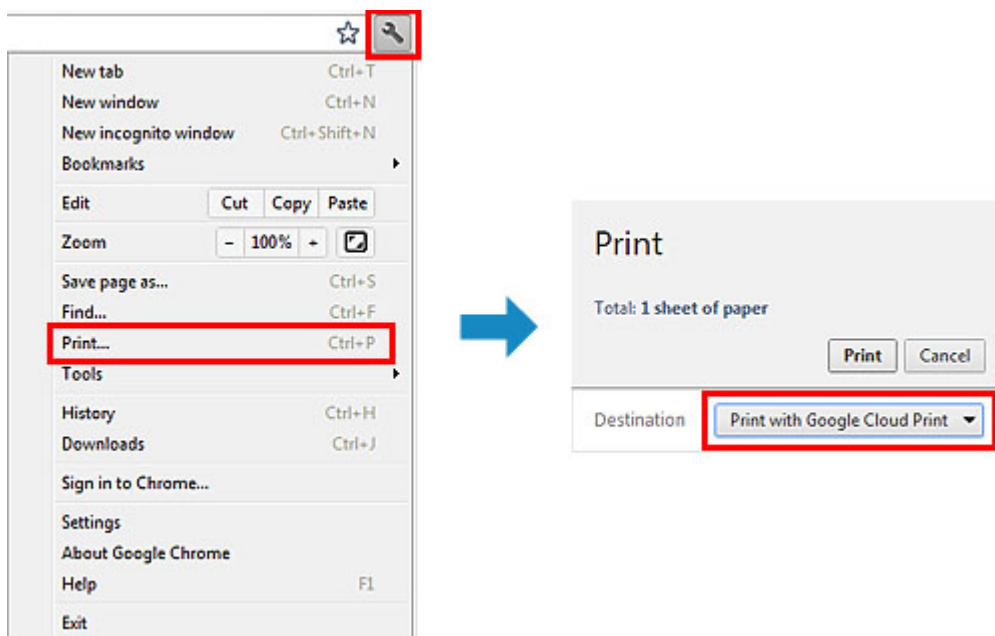 New tab Ctrl+T
New window Ctrl+N
New incognito window Ctrl+Shift+N
Bookmarks
Edit Cut Copy Paste
Zoom - 100% +
Save page as... Ctrl+S
Find... Ctrl+F
Print... Ctrl+P
Tools
History Ctrl+H
Downloads Ctrl+J
Sign in to Chrome...
Settings
About Google Chrome
Help F1
Exit
Print
Total: 1 sheet of paper
Print Cancel
Destination Print with Google Cloud Print